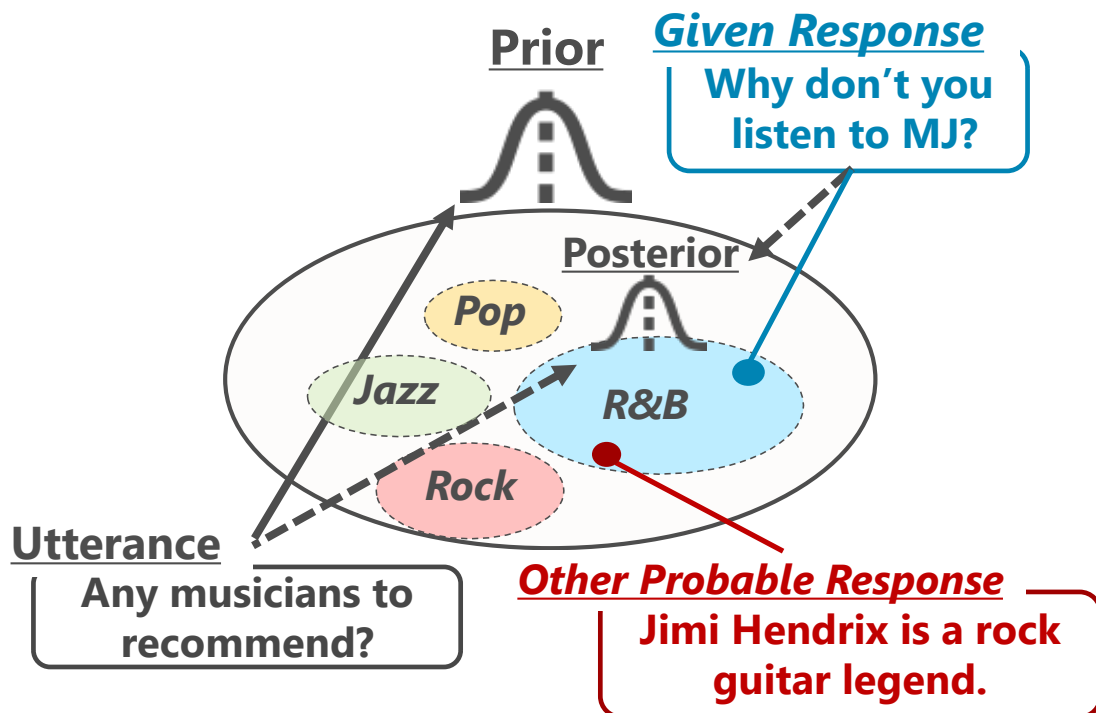 Prior
Given Response
Why don’t you
listen to MJ?
Posterior
Pop
Jazz
R&B
Rock
Utterance
Any musicians to
recommend?
Other Probable Response
Jimi Hendrix is a rock
guitar legend.